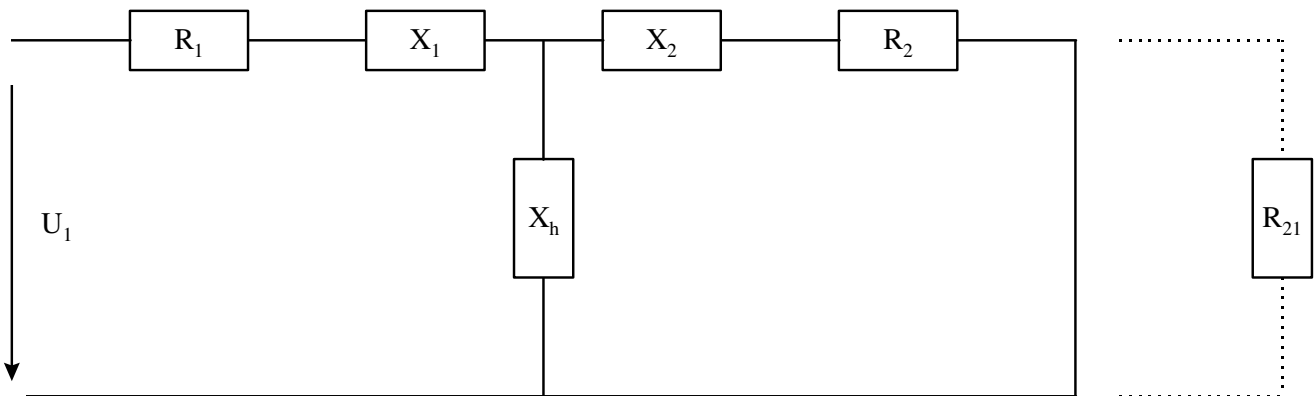 R₁ X₁ X₂ R₂
U₁ Xₕ R₂₁